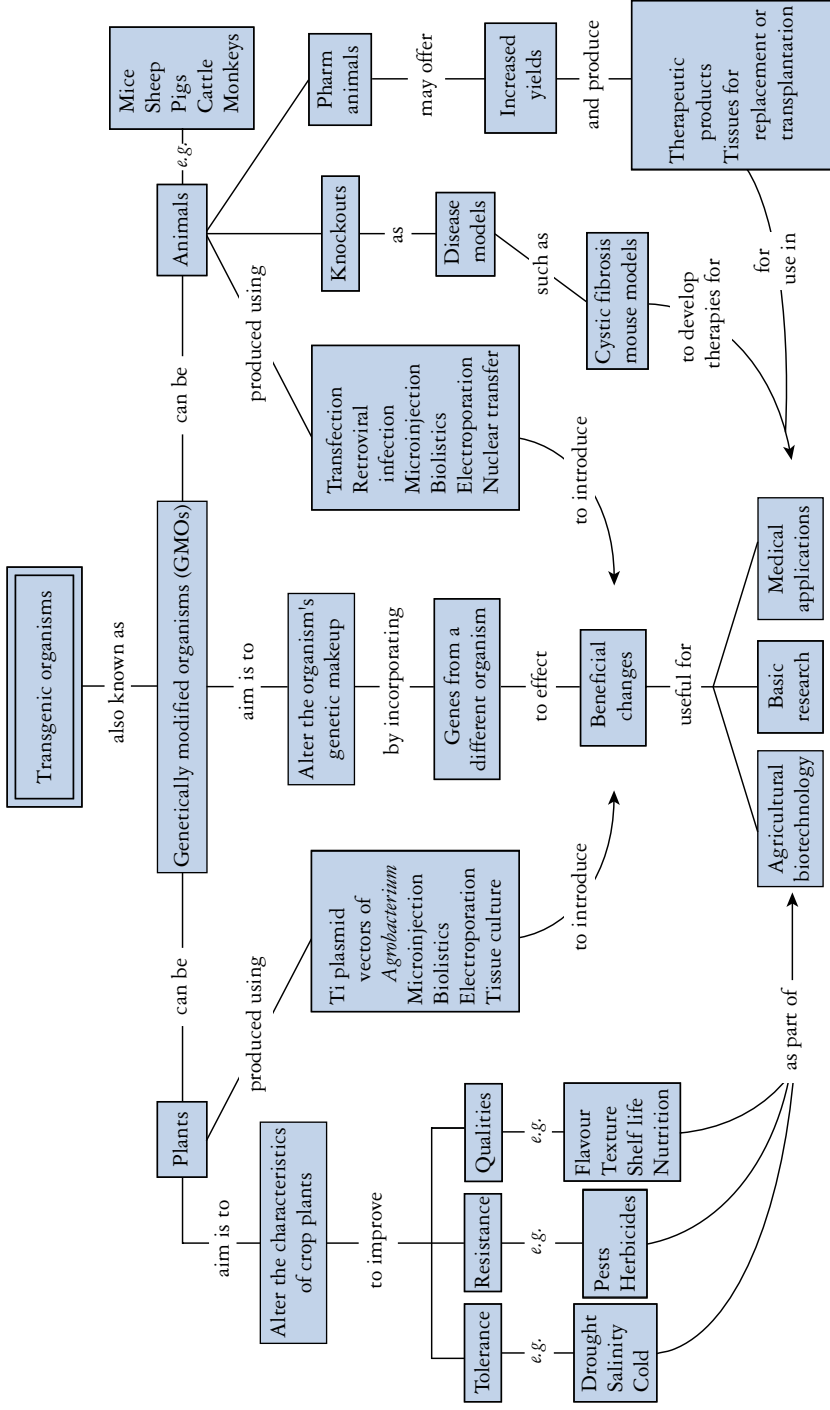 Transgenic organisms
also known as
Genetically modified organisms (GMOs)
can be
Plants
aim is to
Alter the characteristics
of crop plants
to improve
Tolerance
e.g.
Drought
Salinity
Cold
Resistance
e.g.
Pests
Herbicides
Qualities
e.g.
Flavour
Texture
Shelf life
Nutrition
as part of
produced using
Ti plasmid
vectors of
Agrobacterium
Microinjection
Biolistics
Electroporation
Tissue culture
to introduce
aim is to
Alter the organism's
genetic makeup
by incorporating
Genes from a
different organism
to effect
Beneficial
changes
useful for
Agricultural
biotechnology
Basic
research
Medical
applications
can be
Animals
e.g.
Mice
Sheep
Pigs
Cattle
Monkeys
produced using
Transfection
Retroviral
infection
Microinjection
Biolistics
Electroporation
Nuclear transfer
to introduce
Knockouts
as
Disease
models
such as
Cystic fibrosis
mouse models
to develop
therapies for
Pharm
animals
may offer
Increased
yields
and produce
Therapeutic
products
Tissues for
replacement or
transplantation
for
use in